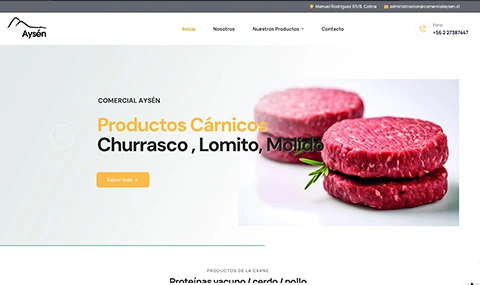 Manuel Rodriguez 65/B, Colina
administracion@comercialaysen.cl
Aysén
Inicio
Nosotros
Nuestros Productos
Contacto
Fono
+56 2 27387447
COMERCIAL AYSÉN
Productos Cárnicos
Churrasco , Lomito, Molido
Saber más →
PRODUCTOS DE LA CARNE
Proteínas vacuno / cerdo / pollo